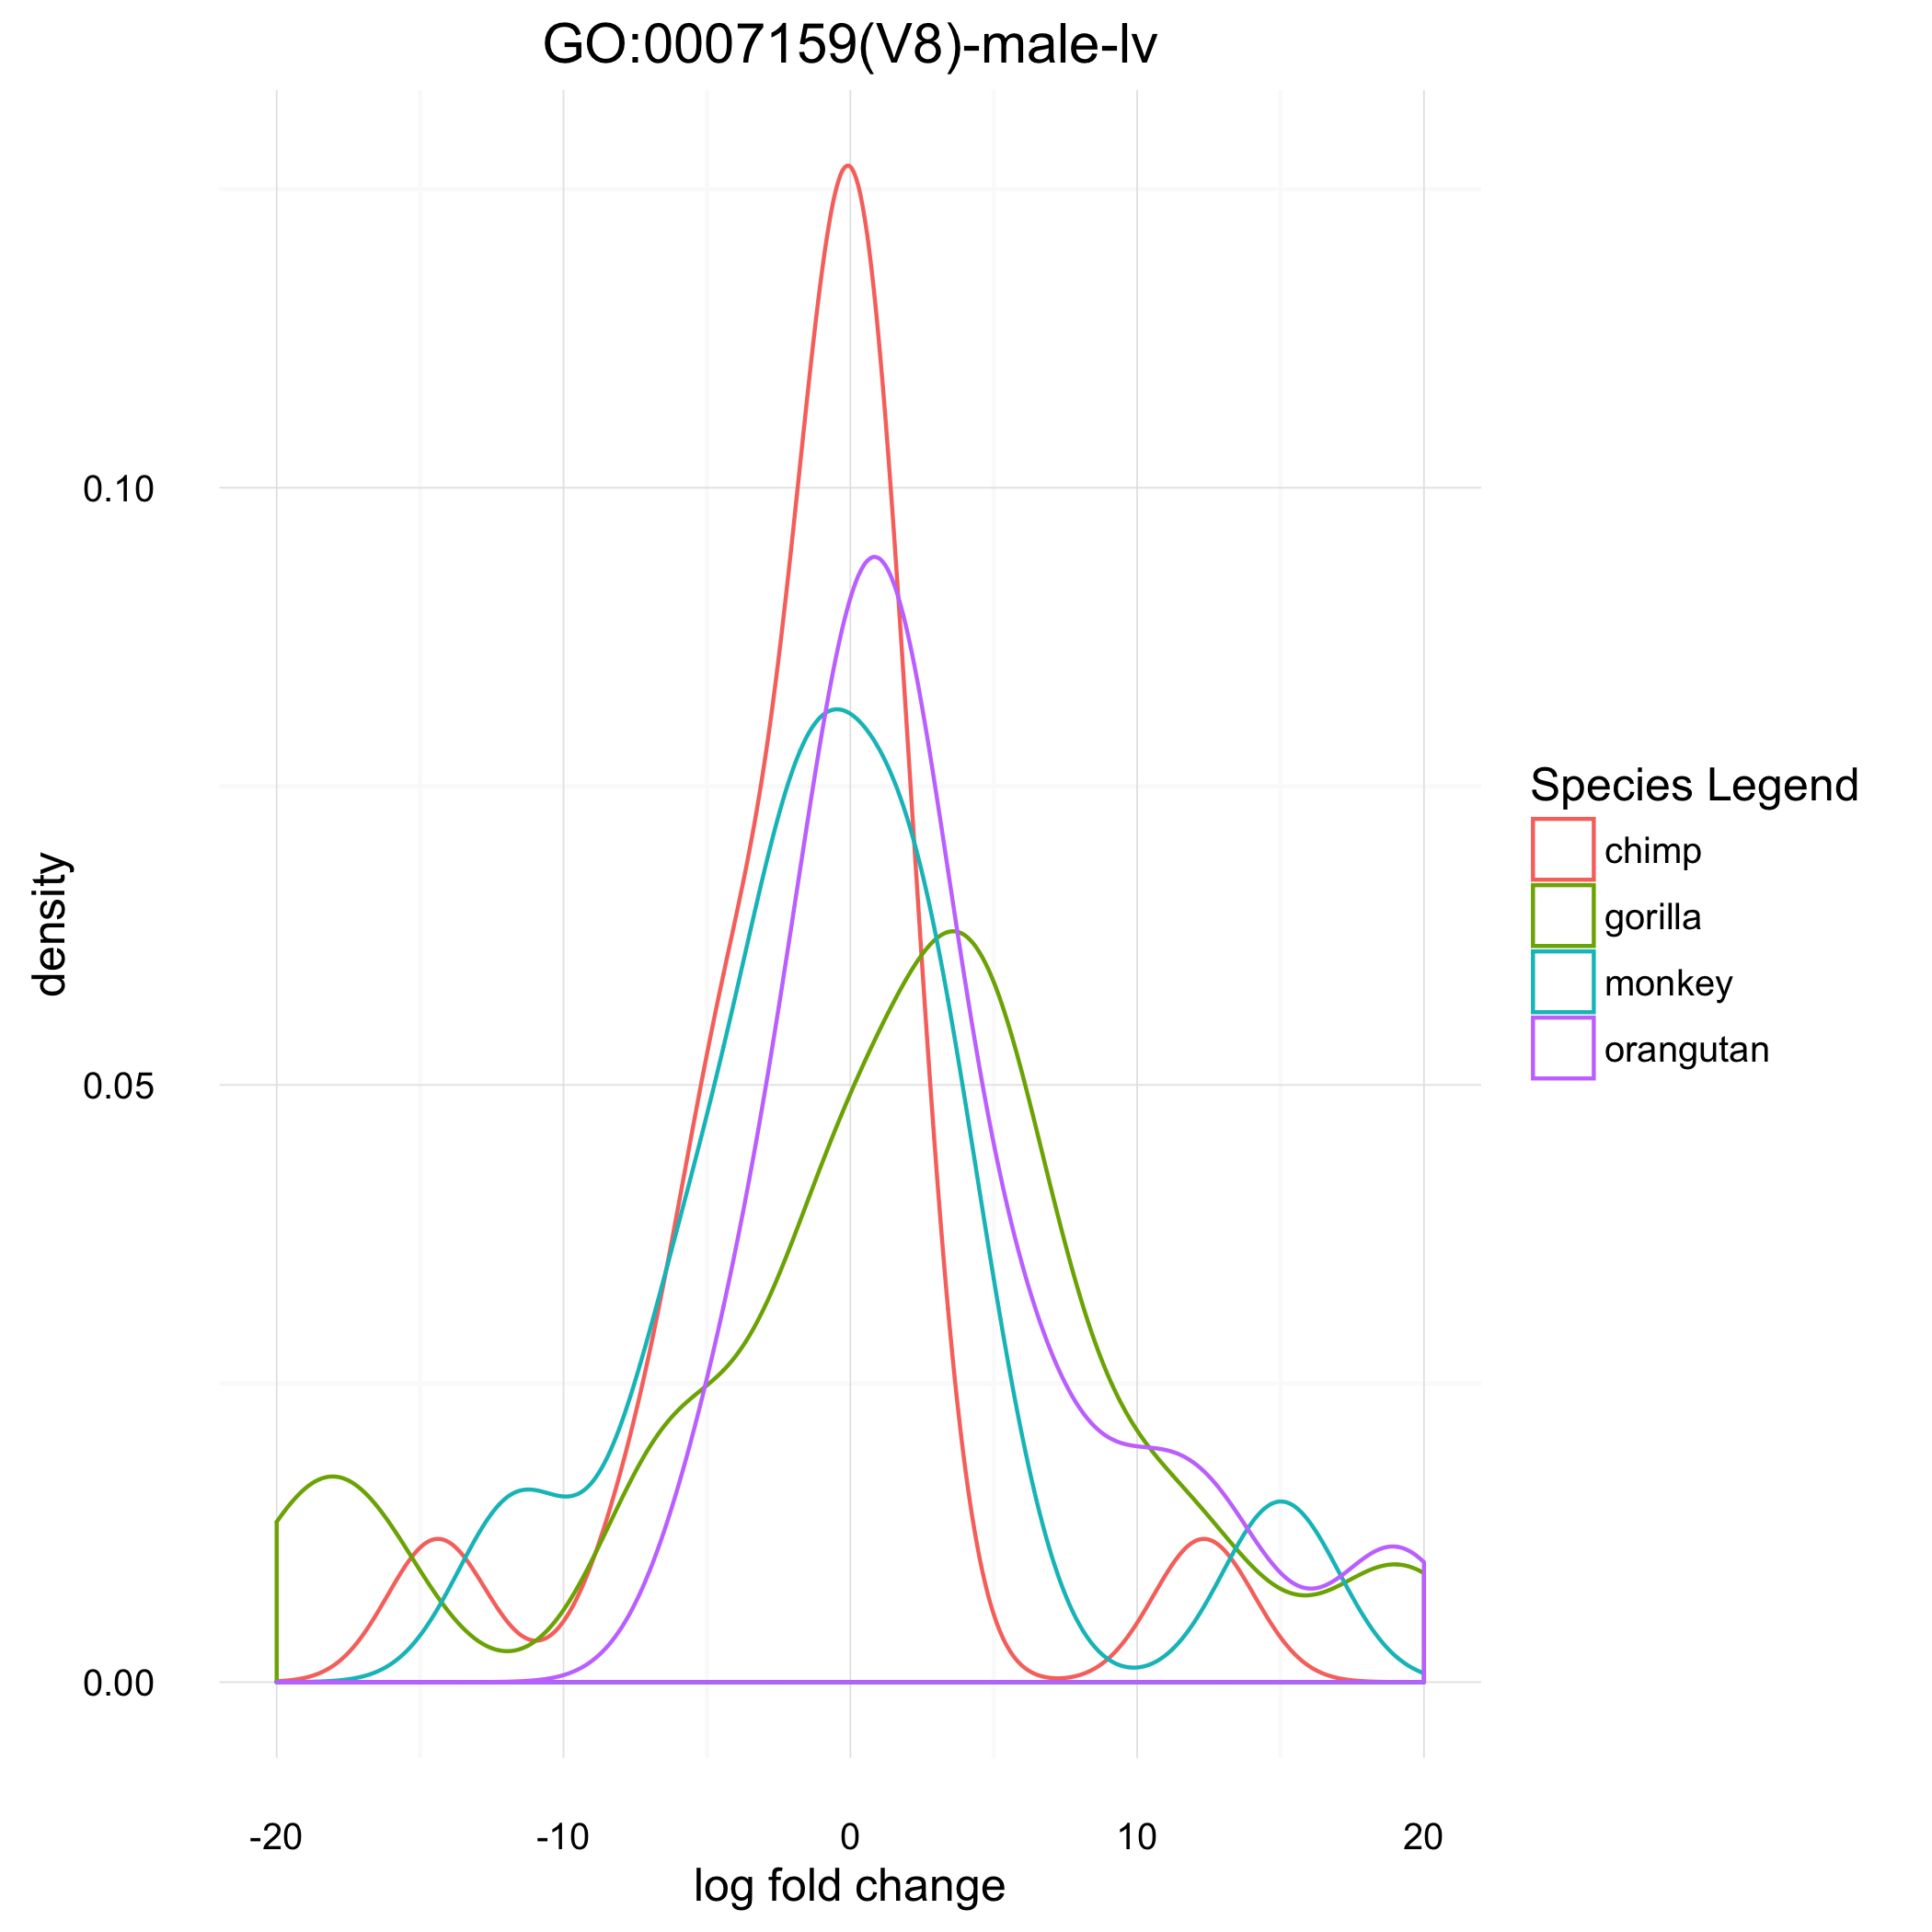 GO:0007159(V8)-male-lv
0.10
0.05
0.00
density
-20 -10 0 10 20
log fold change
Species Legend
chimp
gorilla
monkey
orangutan